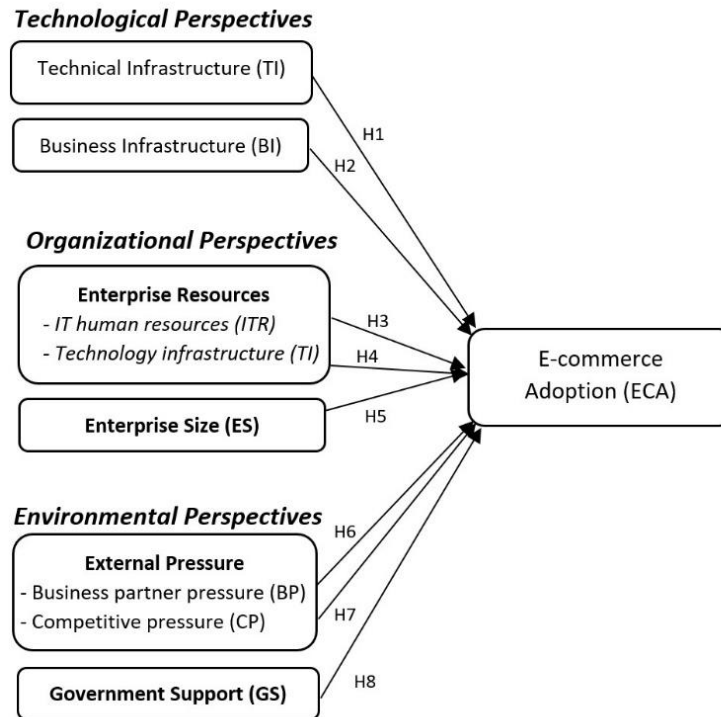 Technological Perspectives
Technical Infrastructure (TI)
Business Infrastructure (BI)
H1
H2
Organizational Perspectives
Enterprise Resources
- IT human resources (ITR)
- Technology infrastructure (TI)
H3
H4
Enterprise Size (ES)
H5
E-commerce
Adoption (ECA)
Environmental Perspectives
External Pressure
- Business partner pressure (BP)
- Competitive pressure (CP)
H6
H7
Government Support (GS)
H8